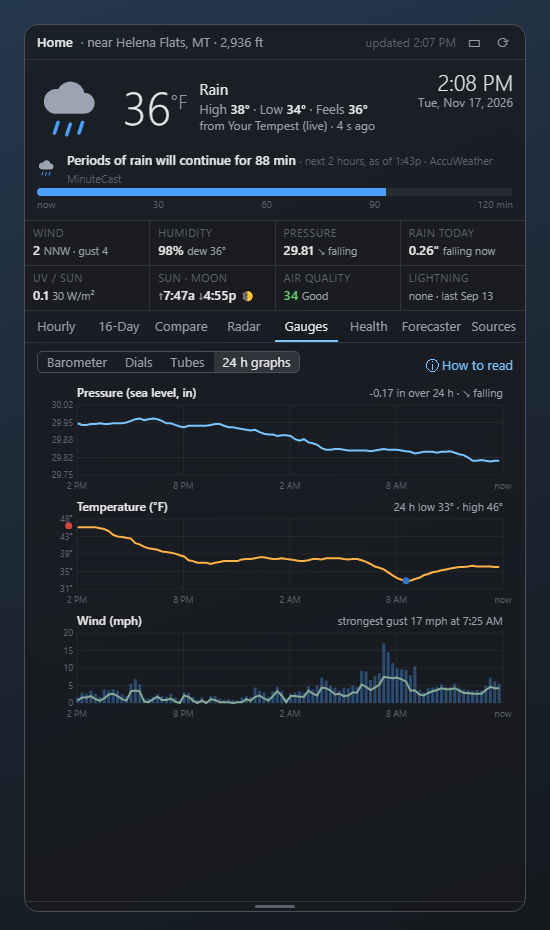 Home · near Helena Flats, MT · 2,936 ft
updated 2:07 PM
36°F
Rain
High 38° · Low 34° · Feels 36°
from Your Tempest (live) · 4 s ago
2:08 PM
Tue, Nov 17, 2026
Periods of rain will continue for 88 min · next 2 hours, as of 1:43p · AccuWeather
MinuteCast
now 30 60 90 120 min
WIND HUMIDITY PRESSURE RAIN TODAY
2 NNW · gust 4 98% dew 36° 29.81 ↘ falling 0.26" falling now
UV / SUN SUN · MOON AIR QUALITY LIGHTNING
0.1 30 W/m² ↑7:47a ↓4:55p 34 Good none · last Sep 13
Hourly 16-Day Compare Radar Gauges Health Forecaster Sources
Barometer Dials Tubes 24 h graphs
How to read
Pressure (sea level, in) -0.17 in over 24 h · ↘ falling
30.02
29.95
29.88
29.82
29.75
2 PM 8 PM 2 AM 8 AM now
Temperature (°F) 24 h low 33° · high 46°
48°
43°
39°
35°
31°
2 PM 8 PM 2 AM 8 AM now
Wind (mph) strongest gust 17 mph at 7:25 AM
20
15
10
5
0
2 PM 8 PM 2 AM 8 AM now